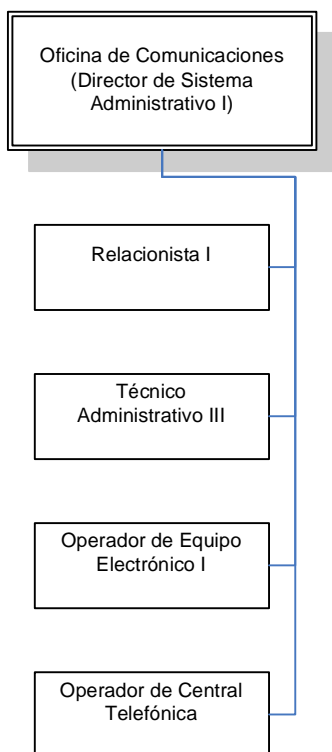 Oficina de Comunicaciones
(Director de Sistema
Administrativo I)
Relacionista I
Técnico
Administrativo III
Operador de Equipo
Electrónico I
Operador de Central
Telefónica